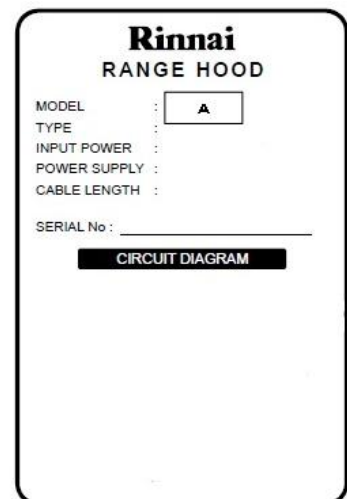 Rinnai
RANGE HOOD
MODEL : A
TYPE :
INPUT POWER :
POWER SUPPLY :
CABLE LENGTH :
SERIAL No :
CIRCUIT DIAGRAM